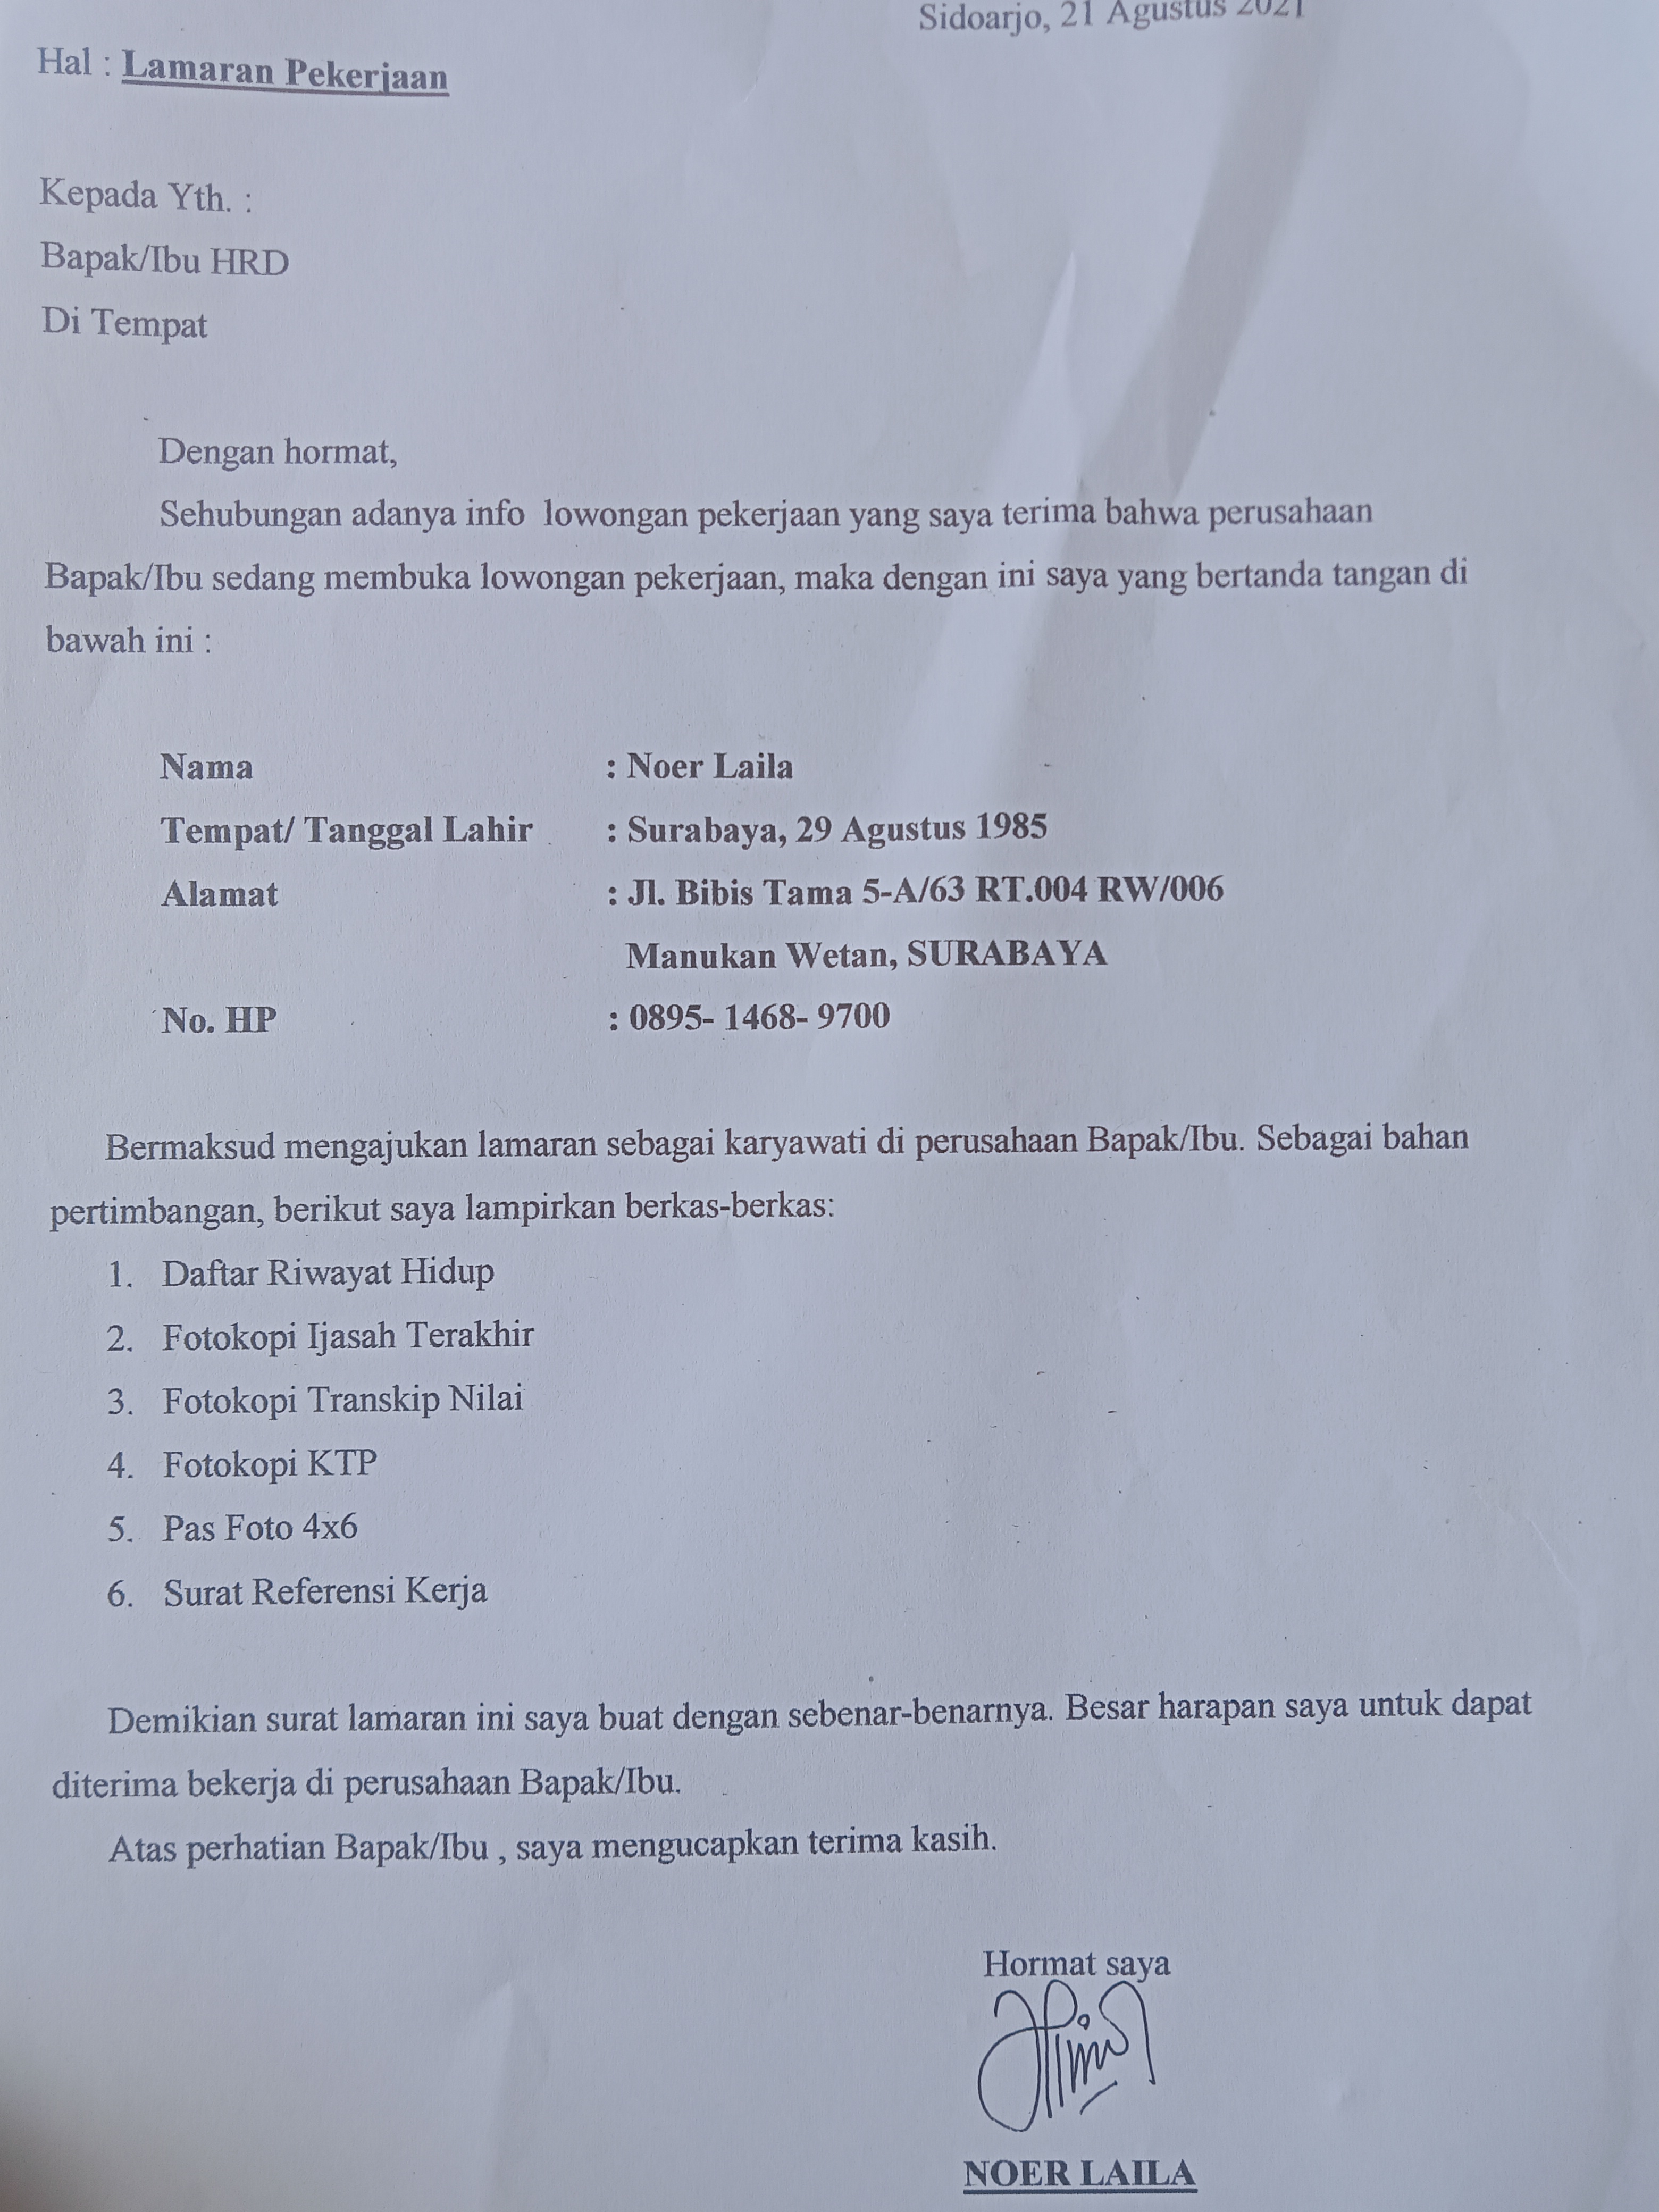 Sidoarjo, 21 Agustus 2021
Hal : Lamaran Pekerjaan
Kepada Yth. :
Bapak/Ibu HRD
Di Tempat
Dengan hormat,
Sehubungan adanya info lowongan pekerjaan yang saya terima bahwa perusahaan
Bapak/Ibu sedang membuka lowongan pekerjaan, maka dengan ini saya yang bertanda tangan di
bawah ini :
Nama : Noer Laila
Tempat/ Tanggal Lahir : Surabaya, 29 Agustus 1985
Alamat : Jl. Bibis Tama 5-A/63 RT.004 RW/006
Manukan Wetan, SURABAYA
No. HP : 0895- 1468- 9700
Bermaksud mengajukan lamaran sebagai karyawati di perusahaan Bapak/Ibu. Sebagai bahan
pertimbangan, berikut saya lampirkan berkas-berkas:
1. Daftar Riwayat Hidup
2. Fotokopi Ijasah Terakhir
3. Fotokopi Transkip Nilai
4. Fotokopi KTP
5. Pas Foto 4x6
6. Surat Referensi Kerja
Demikian surat lamaran ini saya buat dengan sebenar-benarnya. Besar harapan saya untuk dapat
diterima bekerja di perusahaan Bapak/Ibu.
Atas perhatian Bapak/Ibu , saya mengucapkan terima kasih.
Hormat saya
NOER LAILA